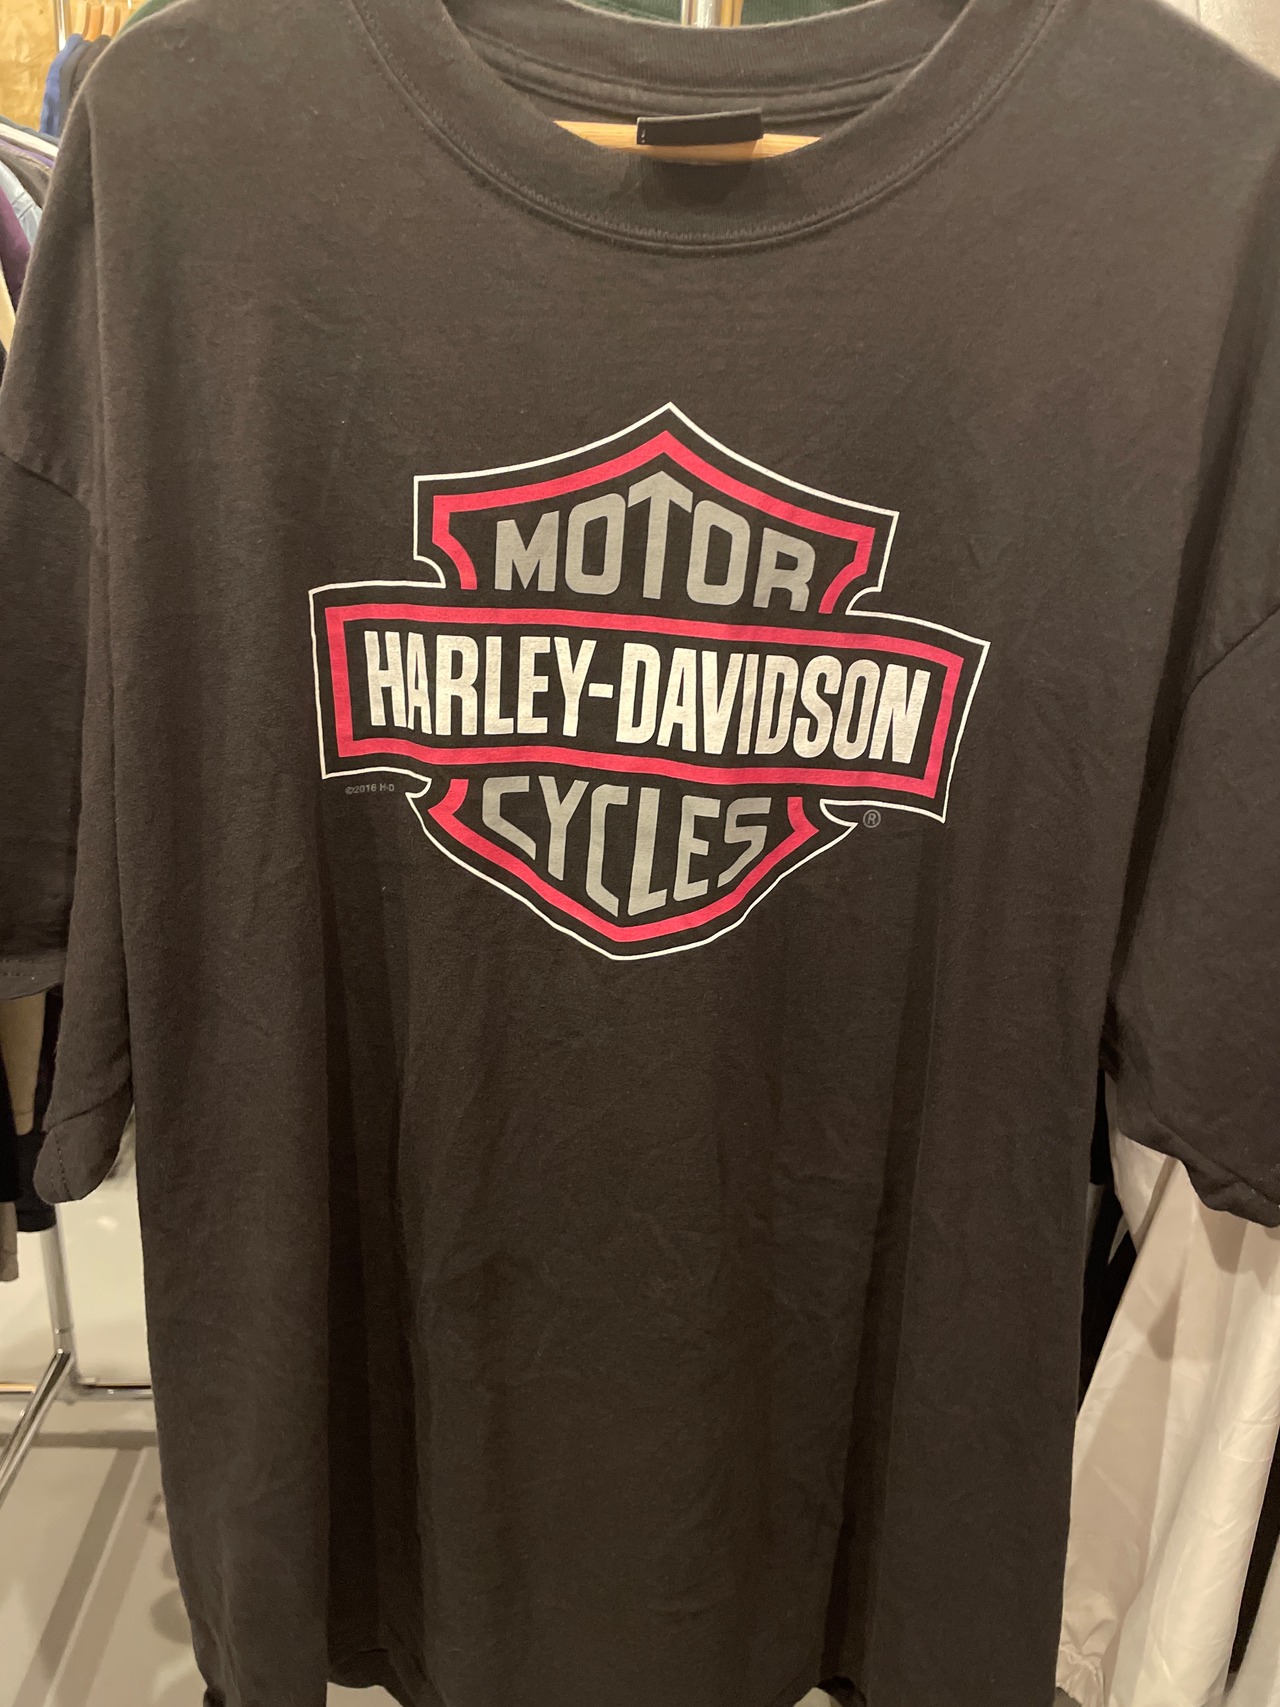 MOTOR
HARLEY-DAVIDSON
CYCLES
©2016 H-D
®